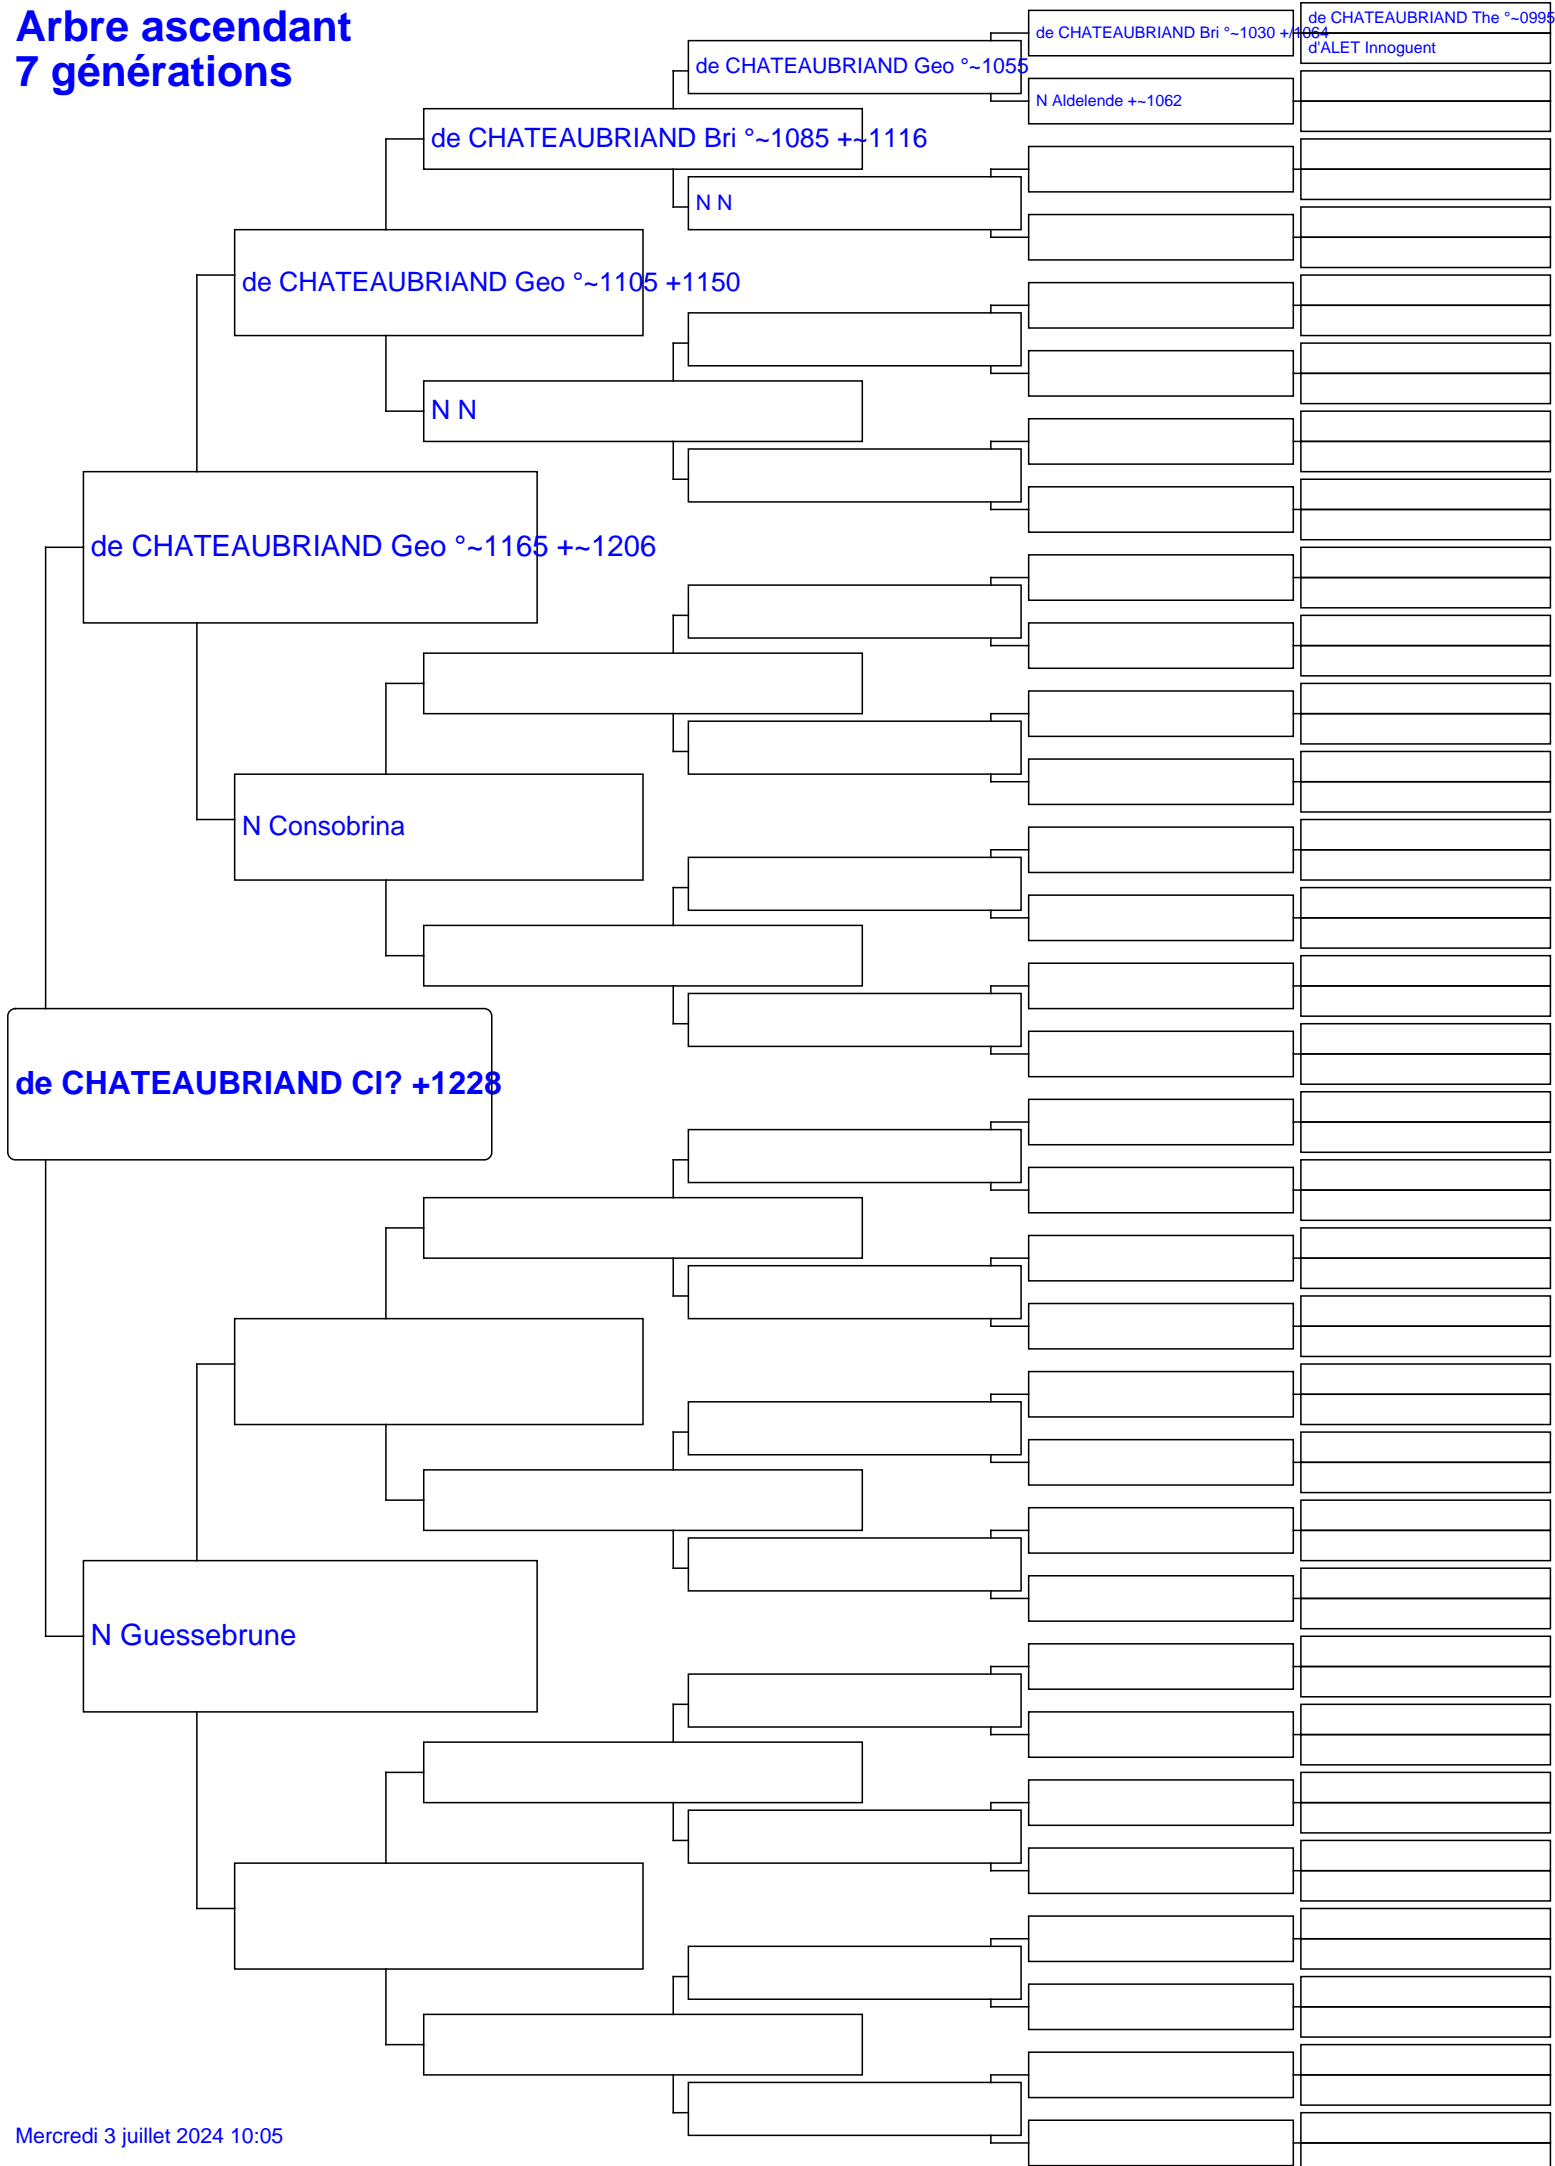 Arbre ascendant
7 générations
de CHATEAUBRIAND The °~0995
de CHATEAUBRIAND Bri °~1030 +/1064
d'ALET Innoguent
de CHATEAUBRIAND Geo °~1055
N Aldelende +~1062
de CHATEAUBRIAND Bri °~1085 +~1116
N N
de CHATEAUBRIAND Geo °~1105 +1150
N N
de CHATEAUBRIAND Geo °~1165 +~1206
N Consobrina
de CHATEAUBRIAND Cl? +1228
N Guessebrune
Mercredi 3 juillet 2024 10:05